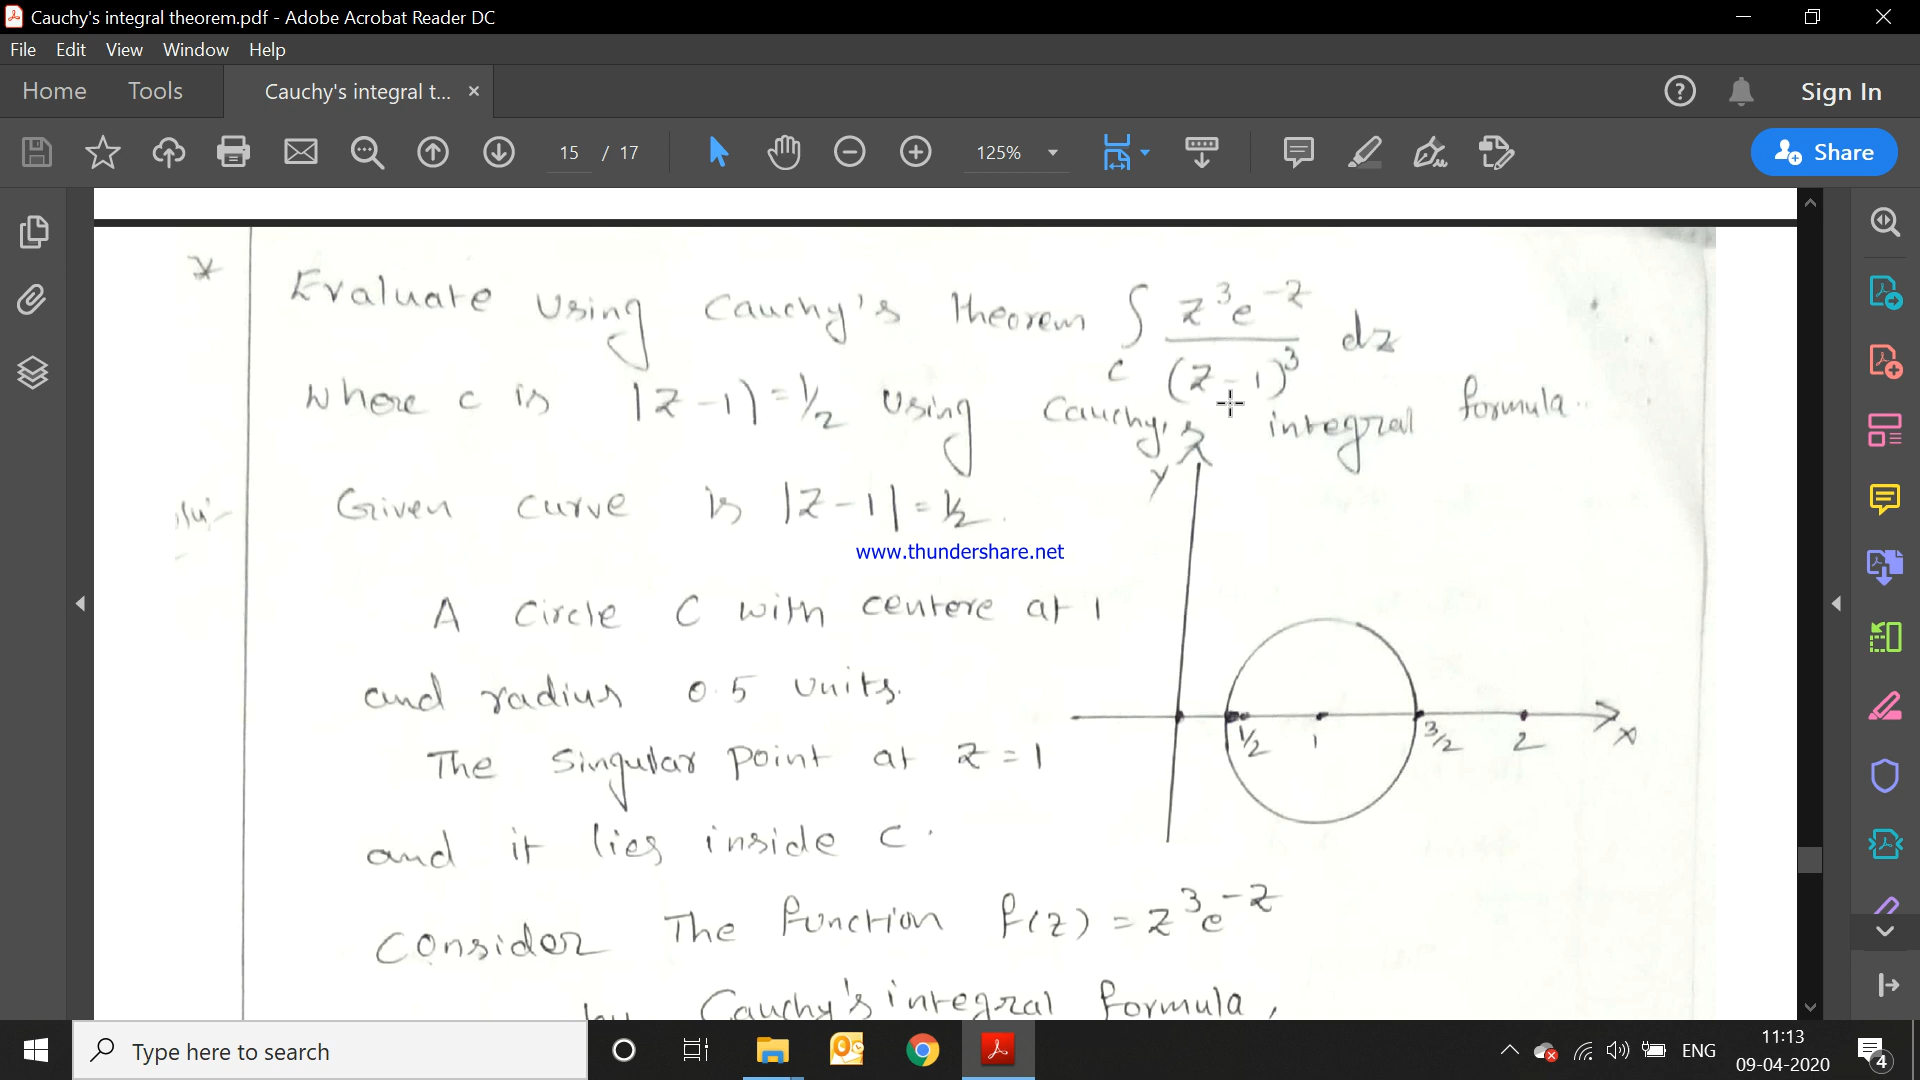 Cauchy's integral theorem.pdf - Adobe Acrobat Reader DC
File Edit View Window Help
Home Tools Cauchy's integral t... × Sign In
15 / 17 125% Share
Evaluate using Cauchy's theorem ∫ z³e⁻ᶻ / (z-1)³ dz
C
where c is |z-1| = 1/2 using Cauchy's integral formula.
Given curve is |z-1| = 1/2.
www.thundershare.net
A circle C with centere at 1
and radius 0.5 units.
The singular point at z = 1
and it lies inside C.
Y
1/2 1 3/2 2 X
Consider The function f(z) = z³e⁻ᶻ
by Cauchy's integral formula,
Type here to search
ENG
11:13
09-04-2020
4